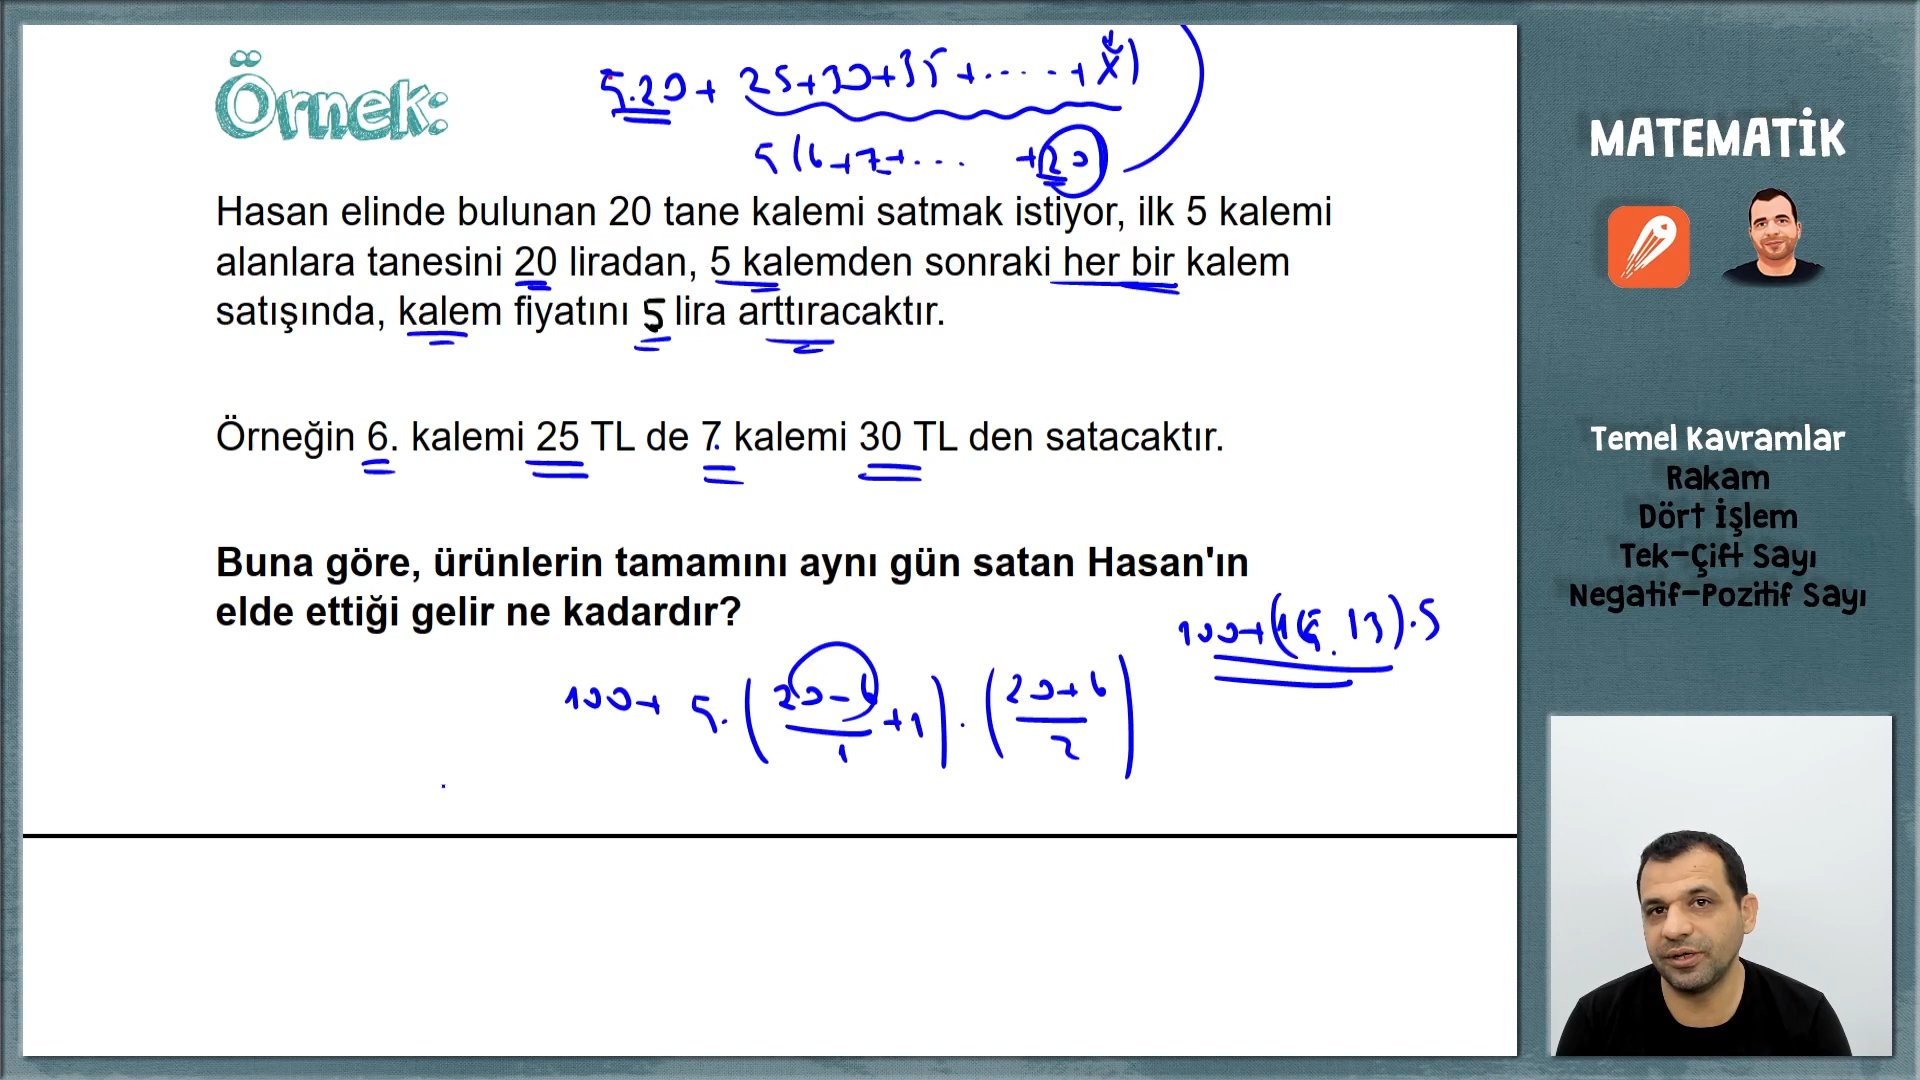 Örnek:
5.20 + 25+30+35+.....+x)
5(6+7+... +20)
Hasan elinde bulunan 20 tane kalemi satmak istiyor, ilk 5 kalemi
alanlara tanesini 20 liradan, 5 kalemden sonraki her bir kalem
satışında, kalem fiyatını 5 lira arttıracaktır.
Örneğin 6. kalemi 25 TL de 7. kalemi 30 TL den satacaktır.
Buna göre, ürünlerin tamamını aynı gün satan Hasan'ın
elde ettiği gelir ne kadardır?
100+ 5.(20-6/1 +1).(20+6/2)
MATEMATİK
Temel Kavramlar
Rakam
Dört İşlem
Tek-Çift Sayı
Negatif-Pozitif Sayı